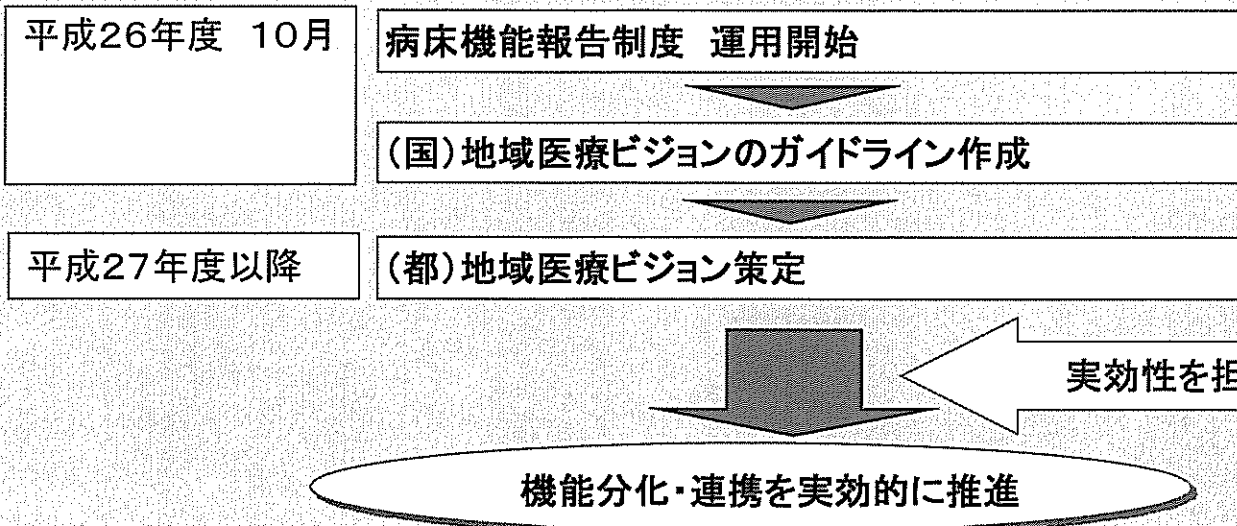 平成26年度 10月
病床機能報告制度 運用開始
(国)地域医療ビジョンのガイドライン作成
平成27年度以降
(都)地域医療ビジョン策定
実効性を担
機能分化・連携を実効的に推進